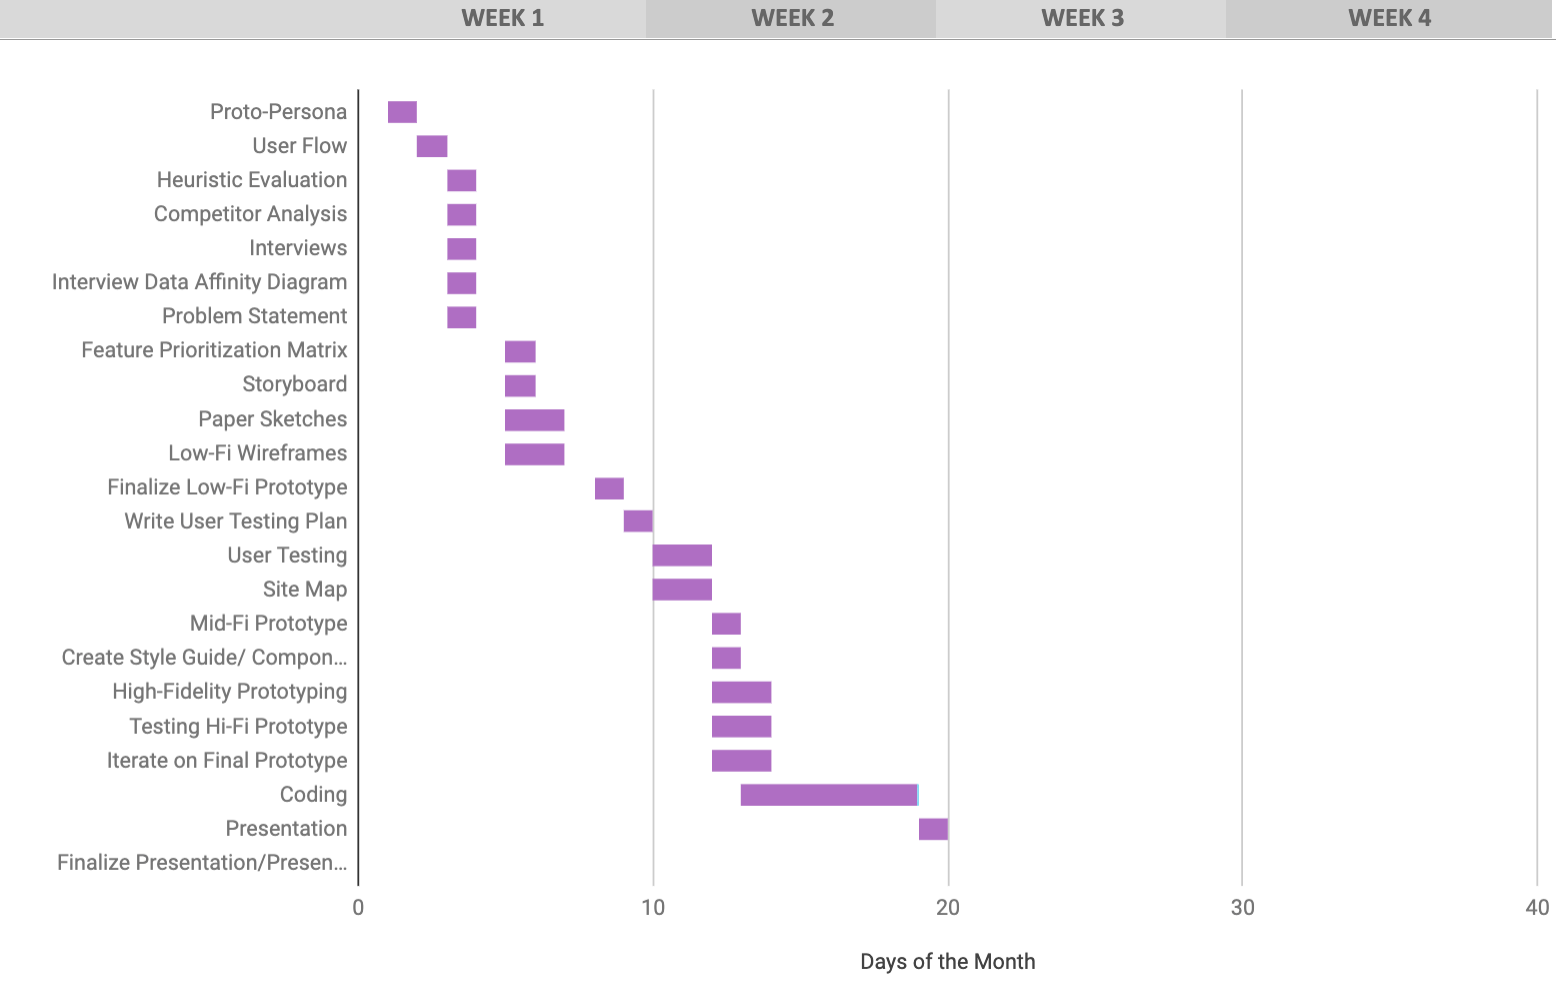 WEEK 1 WEEK 2 WEEK 3 WEEK 4
Proto-Persona
User Flow
Heuristic Evaluation
Competitor Analysis
Interviews
Interview Data Affinity Diagram
Problem Statement
Feature Prioritization Matrix
Storyboard
Paper Sketches
Low-Fi Wireframes
Finalize Low-Fi Prototype
Write User Testing Plan
User Testing
Site Map
Mid-Fi Prototype
Create Style Guide/ Compon...
High-Fidelity Prototyping
Testing Hi-Fi Prototype
Iterate on Final Prototype
Coding
Presentation
Finalize Presentation/Presen...
0 10 20 30 40
Days of the Month